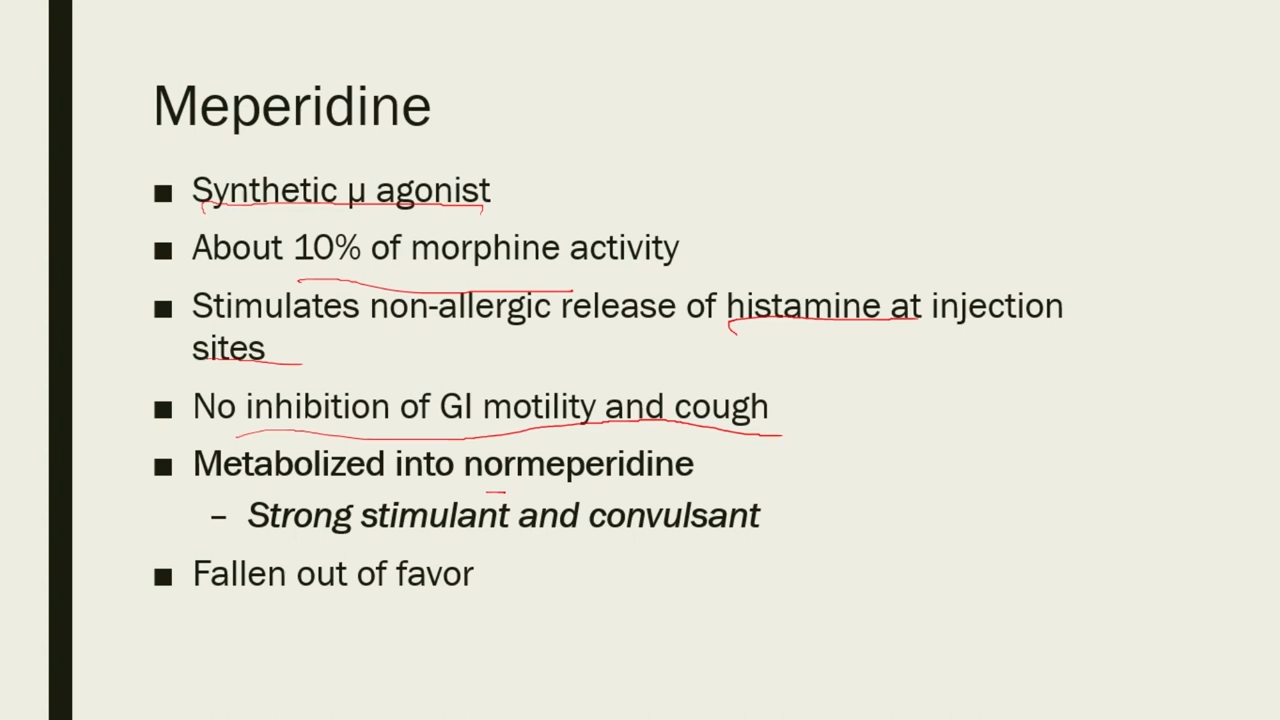 Meperidine
■ Synthetic μ agonist
■ About 10% of morphine activity
■ Stimulates non-allergic release of histamine at injection
sites
■ No inhibition of GI motility and cough
■ Metabolized into normeperidine
– Strong stimulant and convulsant
■ Fallen out of favor